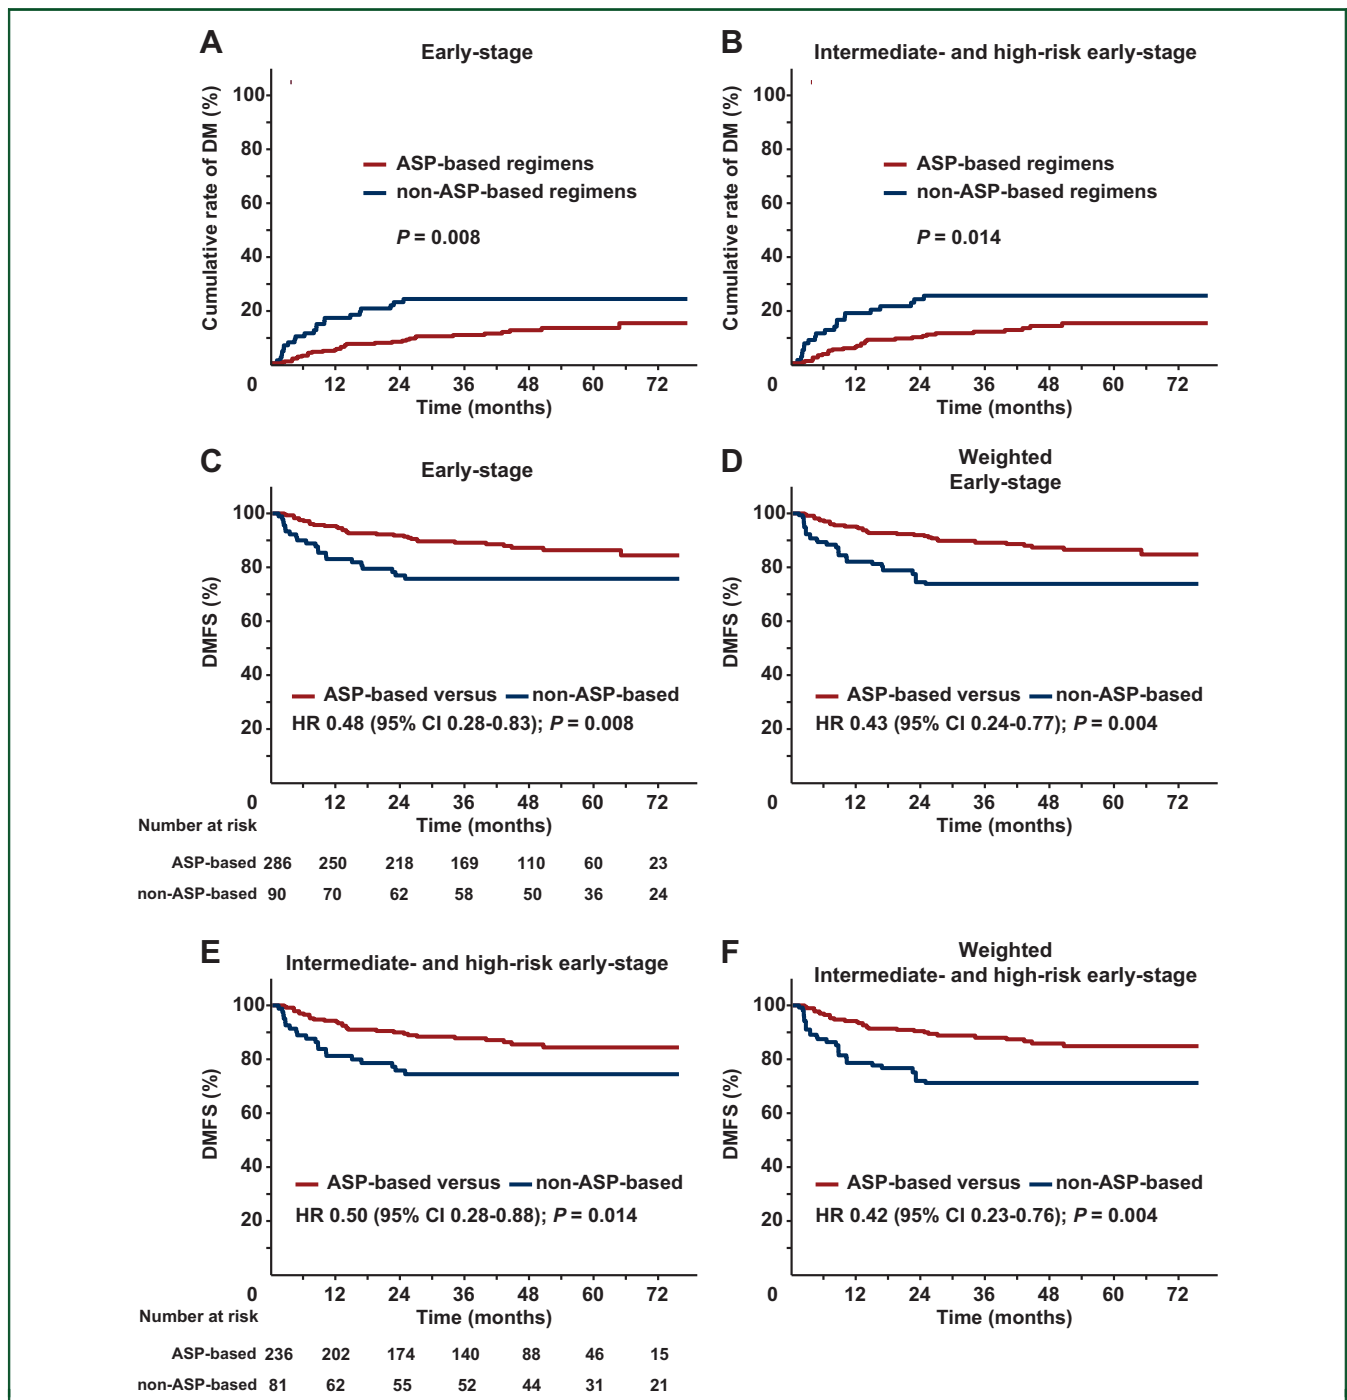 A
Early-stage
Cumulative rate of DM (%)
100
80
60
40
20
0
ASP-based regimens
non-ASP-based regimens
P = 0.008
12 24 36 48 60 72
Time (months)
B
Intermediate- and high-risk early-stage
Cumulative rate of DM (%)
100
80
60
40
20
0
ASP-based regimens
non-ASP-based regimens
P = 0.014
12 24 36 48 60 72
Time (months)
C
Early-stage
DMFS (%)
100
80
60
40
20
0
ASP-based versus non-ASP-based
HR 0.48 (95% CI 0.28-0.83); P = 0.008
12 24 36 48 60 72
Time (months)
Number at risk
ASP-based 286 250 218 169 110 60 23
non-ASP-based 90 70 62 58 50 36 24
D
Weighted
Early-stage
DMFS (%)
100
80
60
40
20
0
ASP-based versus non-ASP-based
HR 0.43 (95% CI 0.24-0.77); P = 0.004
12 24 36 48 60 72
Time (months)
E
Intermediate- and high-risk early-stage
DMFS (%)
100
80
60
40
20
0
ASP-based versus non-ASP-based
HR 0.50 (95% CI 0.28-0.88); P = 0.014
12 24 36 48 60 72
Time (months)
Number at risk
ASP-based 236 202 174 140 88 46 15
non-ASP-based 81 62 55 52 44 31 21
F
Weighted
Intermediate- and high-risk early-stage
DMFS (%)
100
80
60
40
20
0
ASP-based versus non-ASP-based
HR 0.42 (95% CI 0.23-0.76); P = 0.004
12 24 36 48 60 72
Time (months)